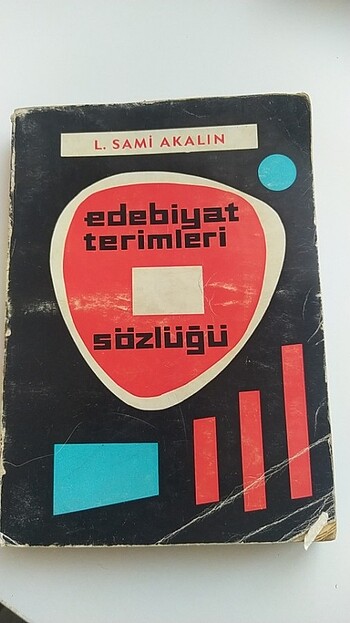 L. SAMİ AKALIN
edebiyat
terimleri
sözlüğü